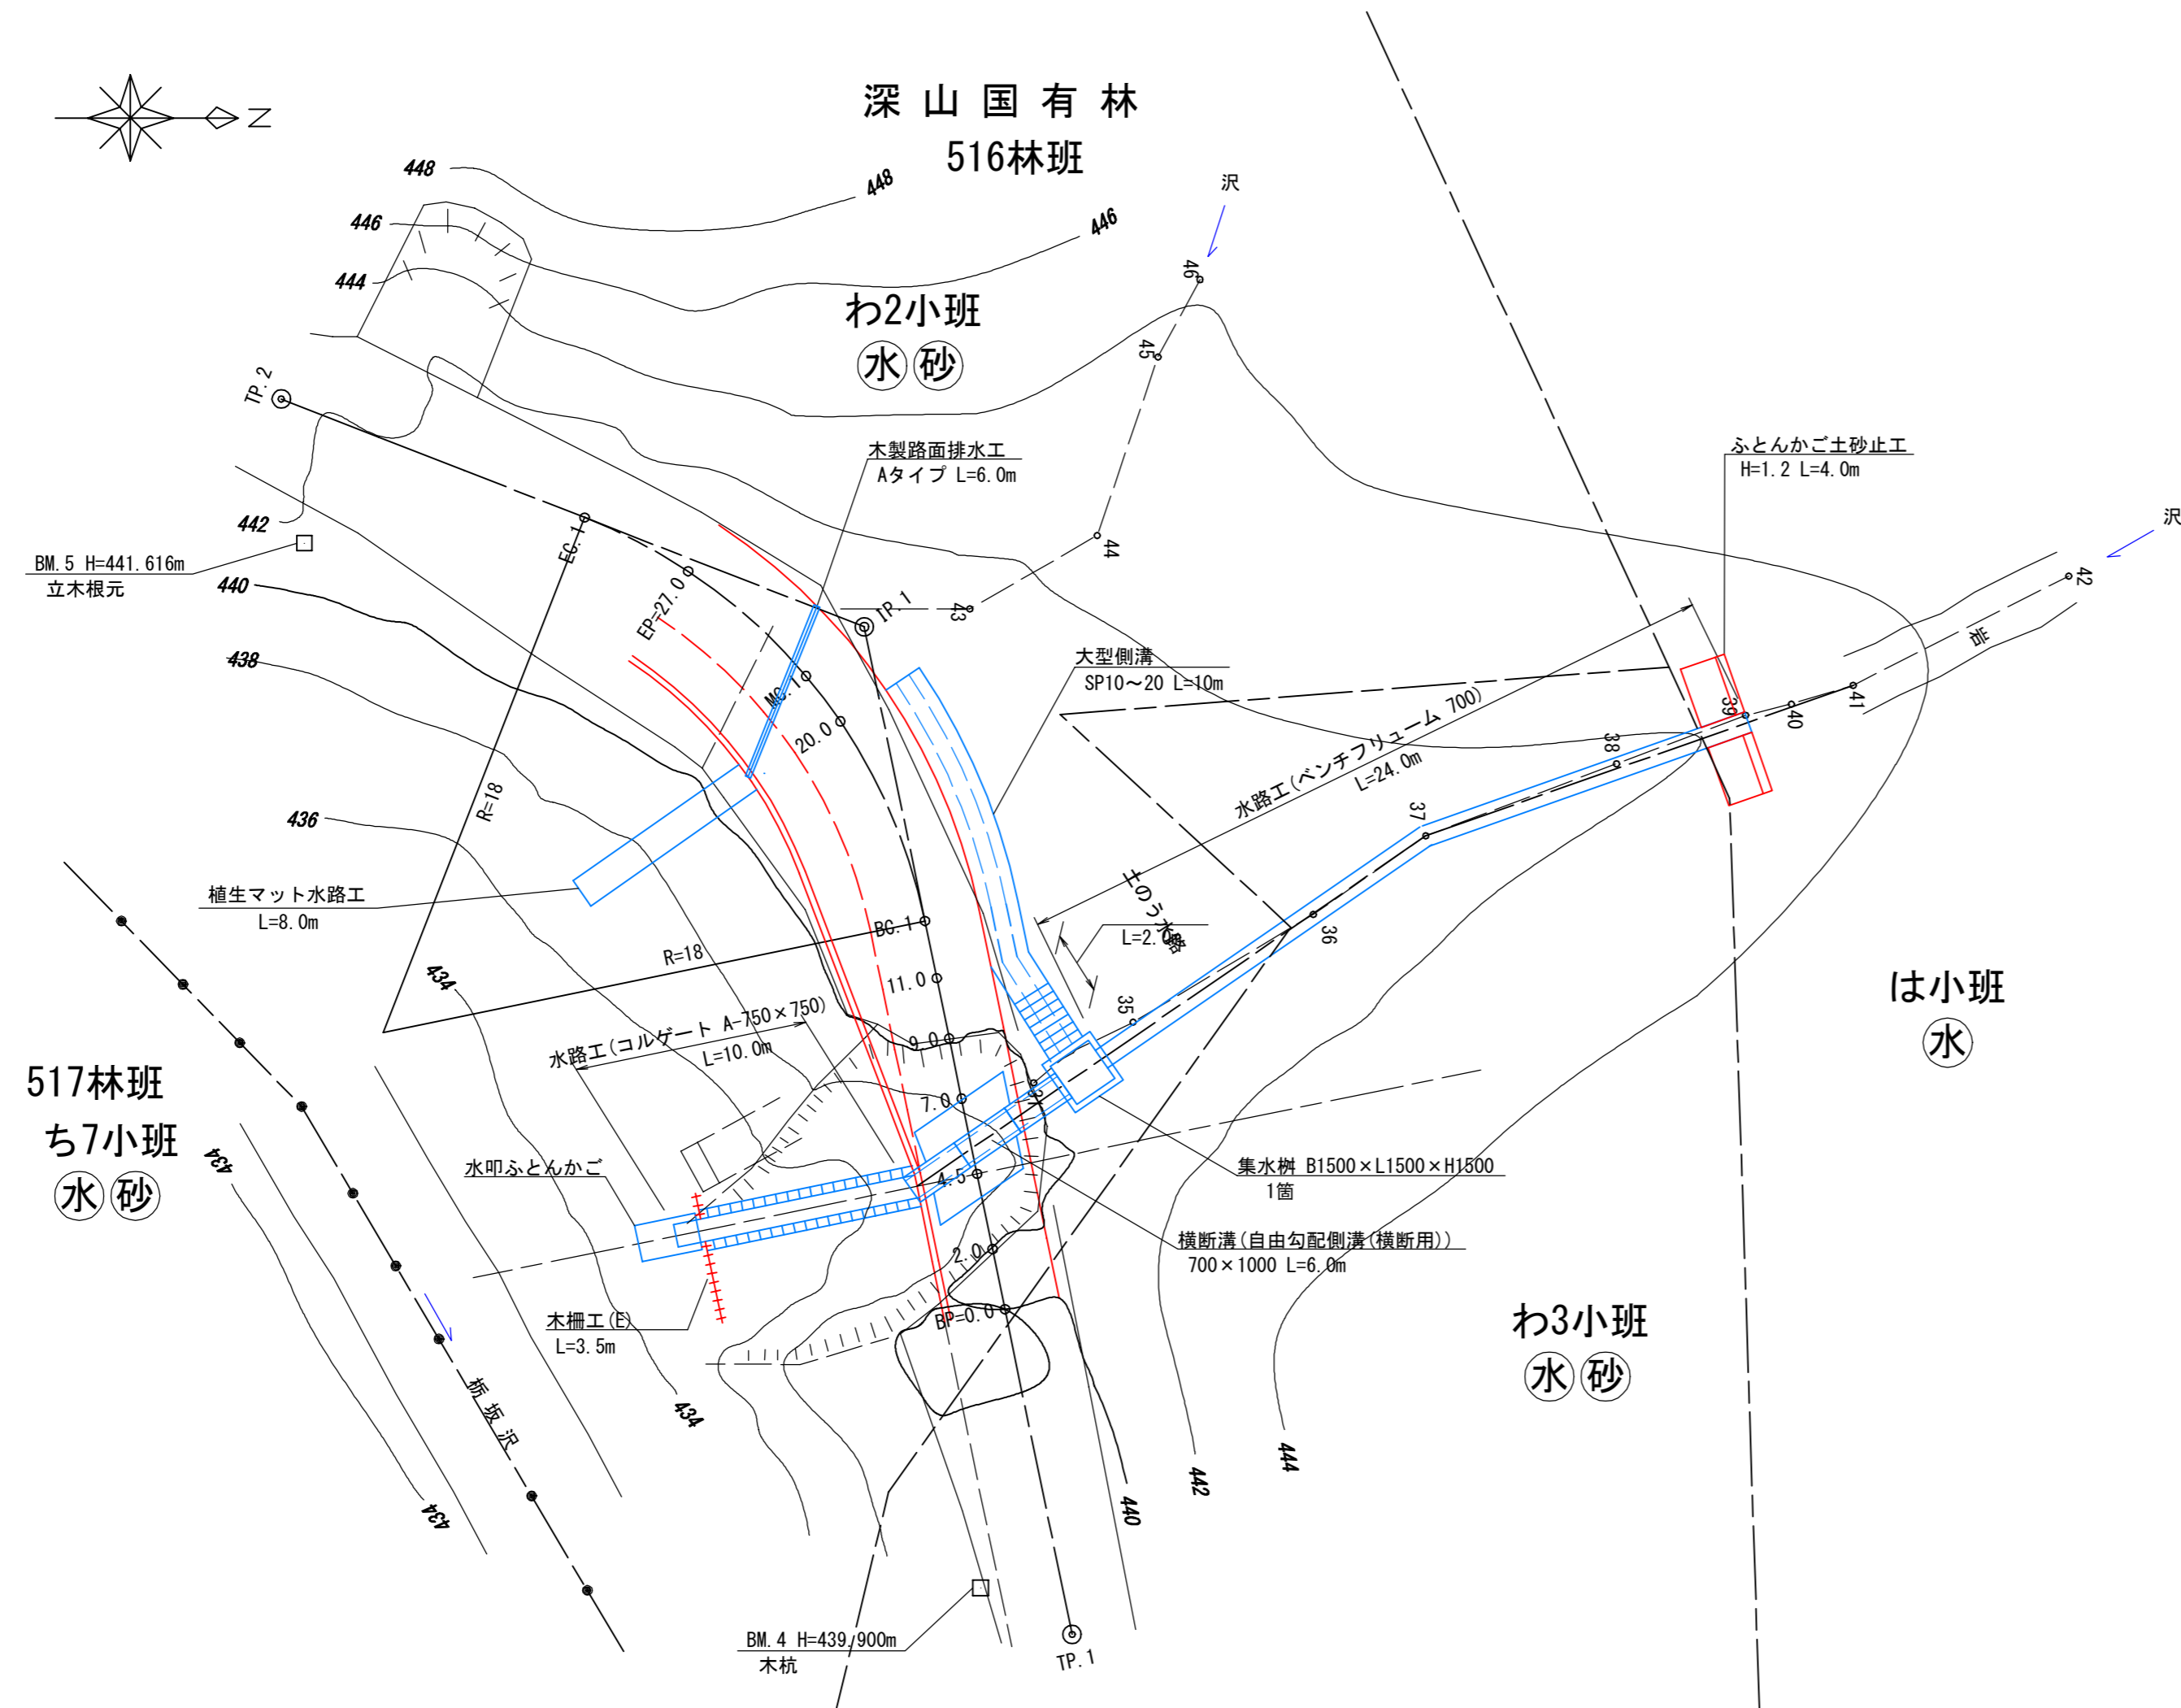 N
深山国有林
516林班
448
448
446
446
444
沢
46
わ2小班
水 砂
45
TP.2
木製路面排水工
Aタイプ L=6.0m
ふとんかご土砂止工
H=1.2 L=4.0m
沢
442
EC.1
44
BM.5 H=441.616m
立木根元
440
EP=27.0
IP.1
43
42
岩
438
大型側溝
SP10〜20 L=10m
MC.1
20.0
41
40
39
38
水路工(ベンチフリューム 700)
L=24.0m
37
R=18
436
植生マット水路工
L=8.0m
土のう水路
L=2.0m
36
BC.1
R=18
11.0
434
35
は小班
水
水路工(コルゲート A-750×750)
L=10.0m
9.0
517林班
ち7小班
水 砂
7.0
34
434
水叩ふとんかご
4.5
集水桝 B1500×L1500×H1500
1箇
横断溝(自由勾配側溝(横断用))
700×1000 L=6.0m
2.0
木柵工(E)
L=3.5m
BP=0.0
わ3小班
水 砂
栃坂沢
434
434
444
442
440
BM.4 H=439.900m
木杭
TP.1